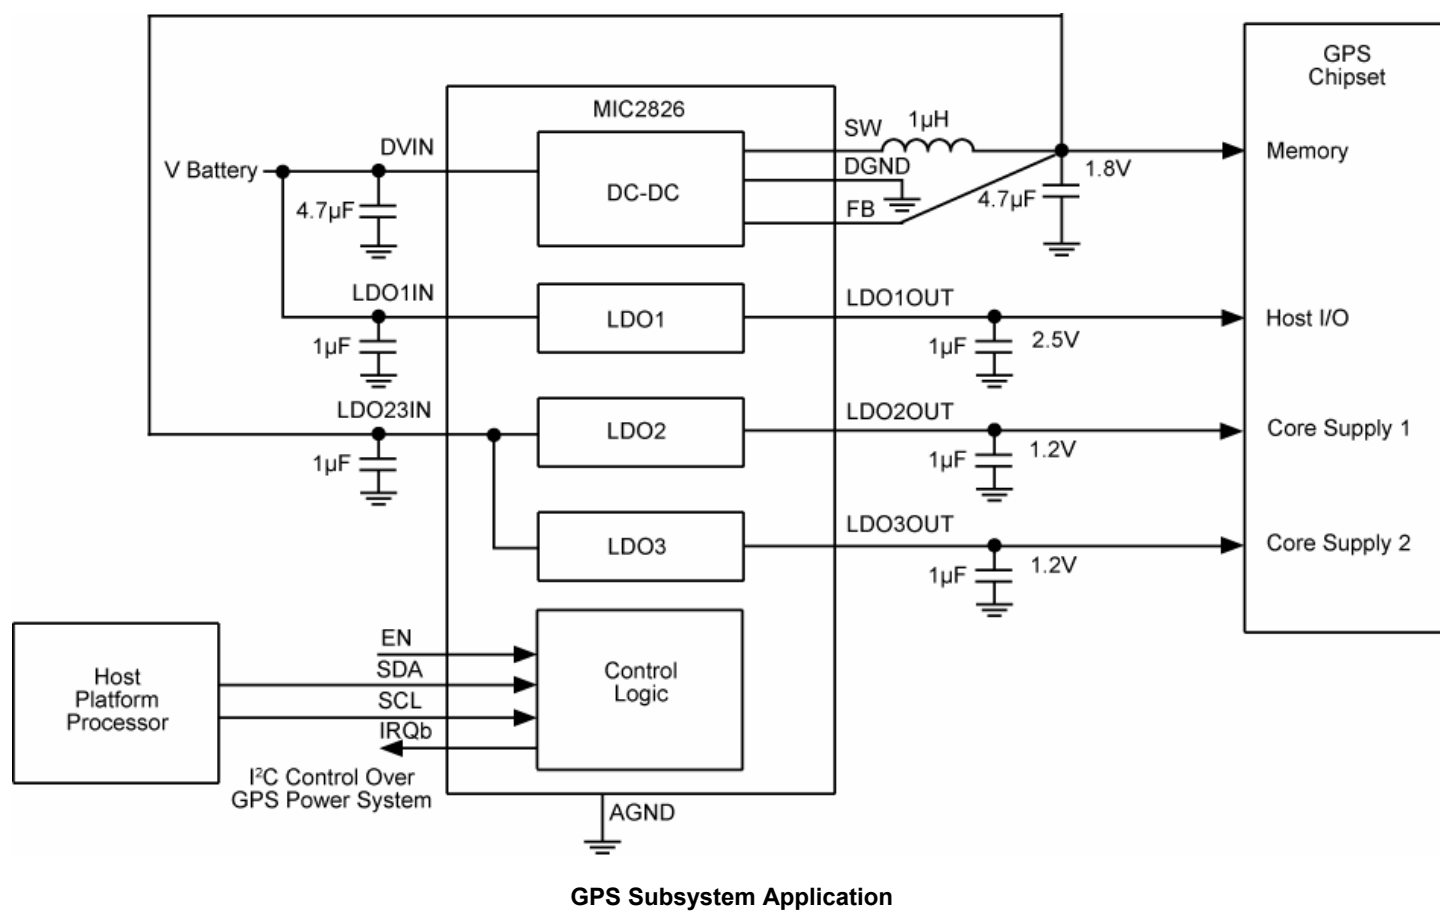 GPS
Chipset
MIC2826
SW
1µH
DVIN
V Battery
DC-DC
DGND
Memory
1.8V
4.7µF
FB
4.7µF
LDO1IN
LDO1
LDO1OUT
Host I/O
1µF
1µF
2.5V
LDO23IN
LDO2
LDO2OUT
Core Supply 1
1µF
1µF
1.2V
LDO3
LDO3OUT
Core Supply 2
1µF
1.2V
EN
SDA
SCL
IRQb
Host
Platform
Processor
Control
Logic
I²C Control Over
GPS Power System
AGND
GPS Subsystem Application